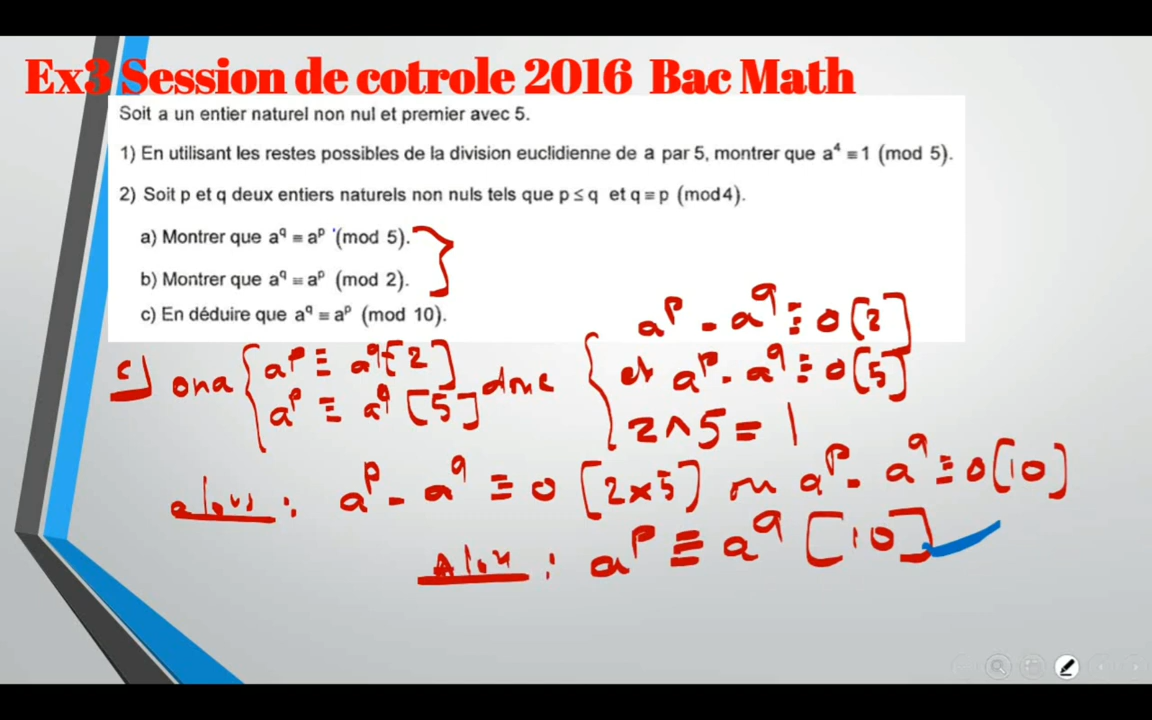 Ex3 Session de cotrole 2016 Bac Math
Soit a un entier naturel non nul et premier avec 5.
1) En utilisant les restes possibles de la division euclidienne de a par 5, montrer que a⁴ ≡ 1 (mod 5).
2) Soit p et q deux entiers naturels non nuls tels que p ≤ q et q ≡ p (mod4).
a) Montrer que a^q ≡ a^p (mod 5).
b) Montrer que a^q ≡ a^p (mod 2).
c) En déduire que a^q ≡ a^p (mod 10).
c) ona { a^p ≡ a^q [2]
a^p ≡ a^q [5] donc { a^p - a^q ≡ 0 [2]
et a^p - a^q ≡ 0 [5]
2 ∧ 5 = 1
alors : a^p - a^q ≡ 0 [2×5] ou a^p - a^q ≡ 0 [10]
Alors : a^p ≡ a^q [10]